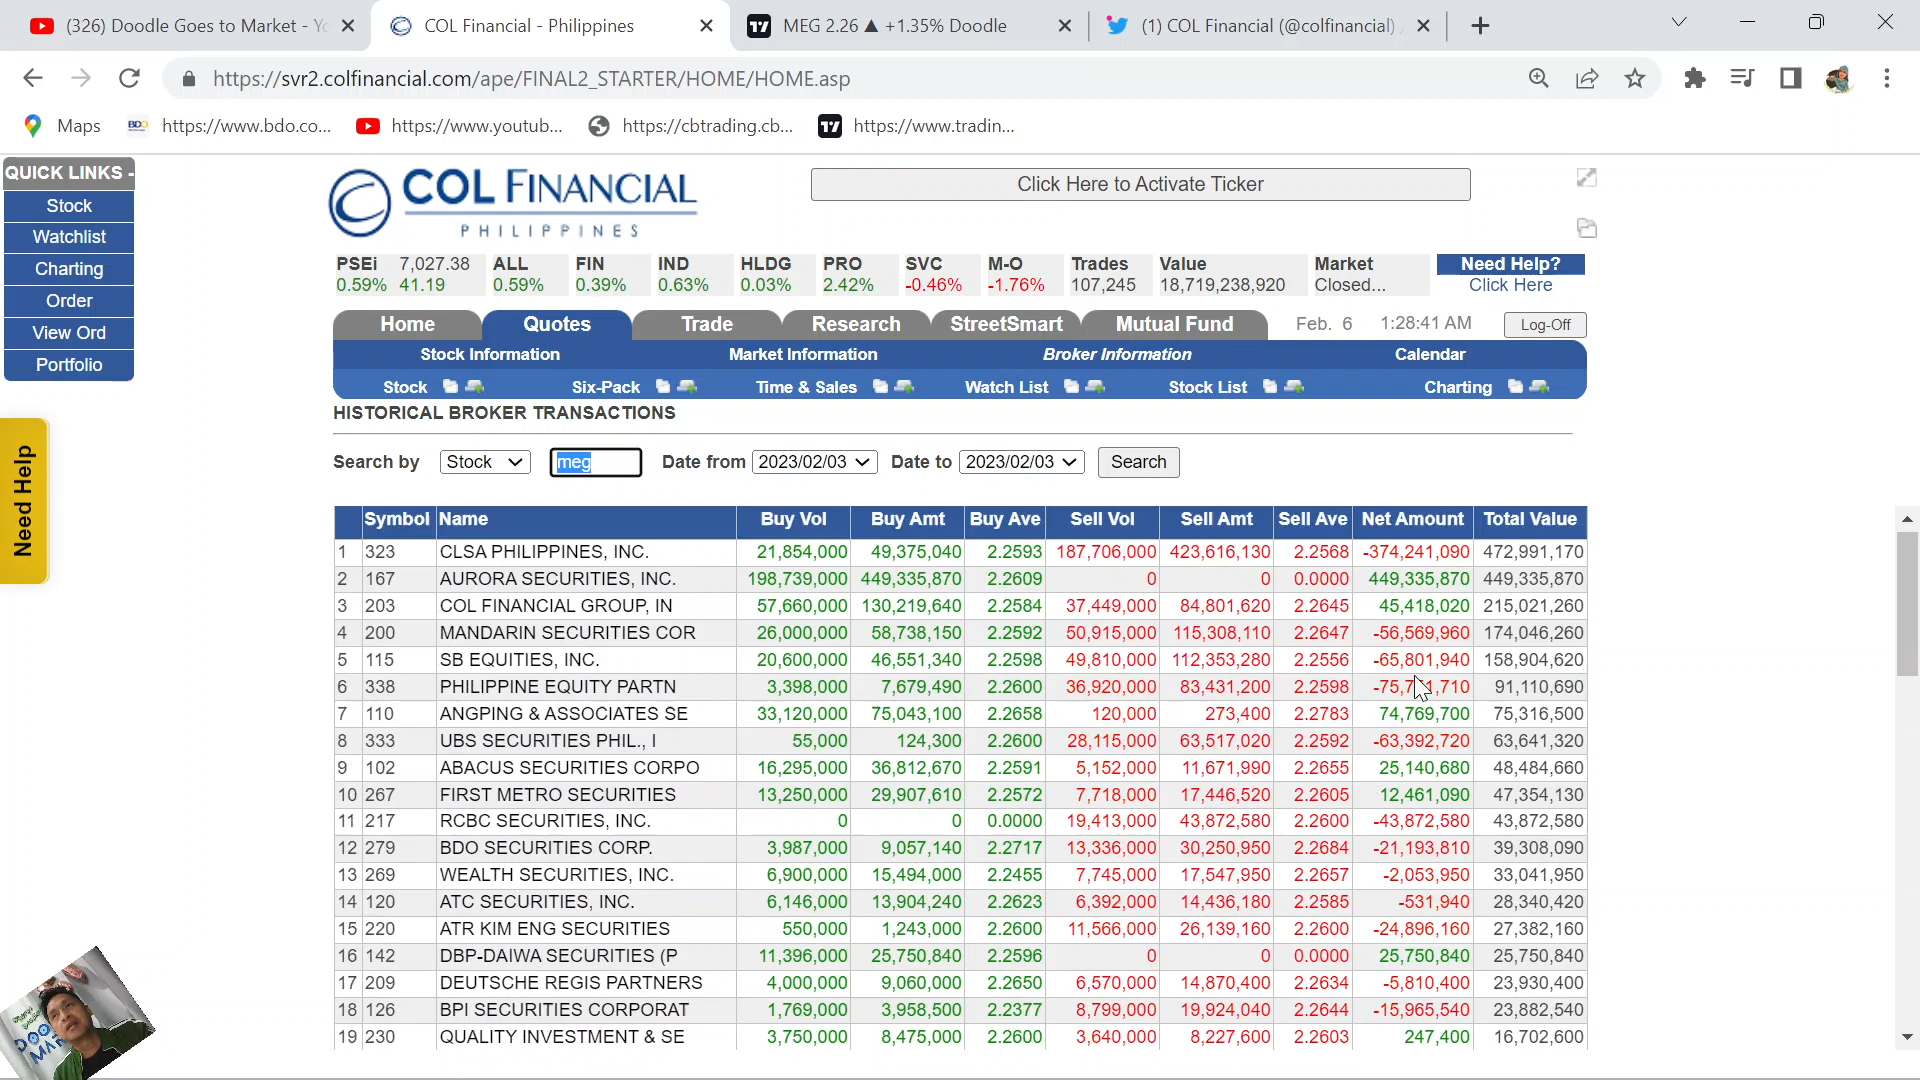 (326) Doodle Goes to Market - Yo
COL Financial - Philippines
MEG 2.26 ▲ +1.35% Doodle
(1) COL Financial (@colfinancial)
https://svr2.colfinancial.com/ape/FINAL2_STARTER/HOME/HOME.asp
Maps
BDO
https://www.bdo.co...
https://www.youtub...
https://cbtrading.cb...
https://www.tradin...
QUICK LINKS -
Stock
Watchlist
Charting
Order
View Ord
Portfolio
Need Help
COL FINANCIAL
PHILIPPINES
Click Here to Activate Ticker
PSEi 7,027.38 ALL FIN IND HLDG PRO SVC M-O Trades Value Market Need Help?
0.59% 41.19 0.59% 0.39% 0.63% 0.03% 2.42% -0.46% -1.76% 107,245 18,719,238,920 Closed... Click Here
Home Quotes Trade Research StreetSmart Mutual Fund Feb. 6 1:28:41 AM Log-Off
Stock Information Market Information Broker Information Calendar
Stock Six-Pack Time & Sales Watch List Stock List Charting
HISTORICAL BROKER TRANSACTIONS
Search by Stock meg Date from 2023/02/03 Date to 2023/02/03 Search
Symbol Name Buy Vol Buy Amt Buy Ave Sell Vol Sell Amt Sell Ave Net Amount Total Value
1 323 CLSA PHILIPPINES, INC. 21,854,000 49,375,040 2.2593 187,706,000 423,616,130 2.2568 -374,241,090 472,991,170
2 167 AURORA SECURITIES, INC. 198,739,000 449,335,870 2.2609 0 0 0.0000 449,335,870 449,335,870
3 203 COL FINANCIAL GROUP, IN 57,660,000 130,219,640 2.2584 37,449,000 84,801,620 2.2645 45,418,020 215,021,260
4 200 MANDARIN SECURITIES COR 26,000,000 58,738,150 2.2592 50,915,000 115,308,110 2.2647 -56,569,960 174,046,260
5 115 SB EQUITIES, INC. 20,600,000 46,551,340 2.2598 49,810,000 112,353,280 2.2556 -65,801,940 158,904,620
6 338 PHILIPPINE EQUITY PARTN 3,398,000 7,679,490 2.2600 36,920,000 83,431,200 2.2598 91,110,690
7 110 ANGPING & ASSOCIATES SE 33,120,000 75,043,100 2.2658 120,000 273,400 2.2783 74,769,700 75,316,500
8 333 UBS SECURITIES PHIL., I 55,000 124,300 2.2600 28,115,000 63,517,020 2.2592 -63,392,720 63,641,320
9 102 ABACUS SECURITIES CORPO 16,295,000 36,812,670 2.2591 5,152,000 11,671,990 2.2655 25,140,680 48,484,660
10 267 FIRST METRO SECURITIES 13,250,000 29,907,610 2.2572 7,718,000 17,446,520 2.2605 12,461,090 47,354,130
11 217 RCBC SECURITIES, INC. 0 0 0.0000 19,413,000 43,872,580 2.2600 -43,872,580 43,872,580
12 279 BDO SECURITIES CORP. 3,987,000 9,057,140 2.2717 13,336,000 30,250,950 2.2684 -21,193,810 39,308,090
13 269 WEALTH SECURITIES, INC. 6,900,000 15,494,000 2.2455 7,745,000 17,547,950 2.2657 -2,053,950 33,041,950
14 120 ATC SECURITIES, INC. 6,146,000 13,904,240 2.2623 6,392,000 14,436,180 2.2585 -531,940 28,340,420
15 220 ATR KIM ENG SECURITIES 550,000 1,243,000 2.2600 11,566,000 26,139,160 2.2600 -24,896,160 27,382,160
16 142 DBP-DAIWA SECURITIES (P 11,396,000 25,750,840 2.2596 0 0 0.0000 25,750,840 25,750,840
17 209 DEUTSCHE REGIS PARTNERS 4,000,000 9,060,000 2.2650 6,570,000 14,870,400 2.2634 -5,810,400 23,930,400
18 126 BPI SECURITIES CORPORAT 1,769,000 3,958,500 2.2377 8,799,000 19,924,040 2.2644 -15,965,540 23,882,540
19 230 QUALITY INVESTMENT & SE 3,750,000 8,475,000 2.2600 3,640,000 8,227,600 2.2603 247,400 16,702,600